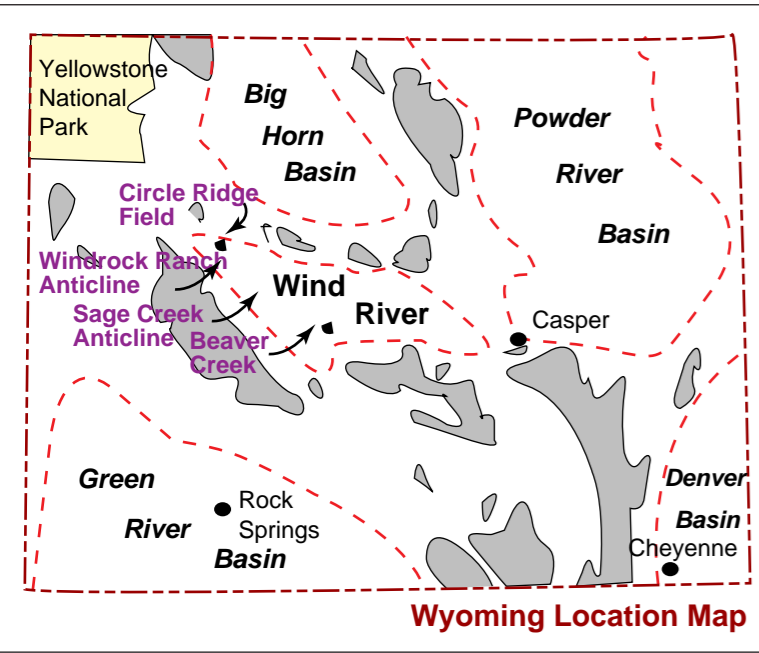 Yellowstone
National
Park
Big
Horn
Basin
Powder
River
Basin
Circle Ridge
Field
Windrock Ranch
Anticline
Sage Creek
Anticline
Beaver
Creek
Wind
River
Casper
Green
River
Basin
Rock
Springs
Denver
Basin
Cheyenne
Wyoming Location Map